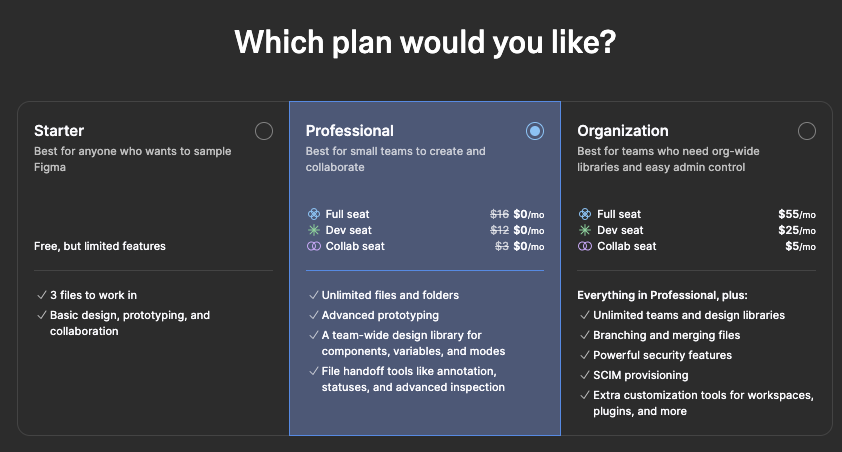 Which plan would you like?
Starter
Best for anyone who wants to sample
Figma
Free, but limited features
3 files to work in
Basic design, prototyping, and
collaboration
Professional
Best for small teams to create and
collaborate
Full seat $16 $0/mo
Dev seat $12 $0/mo
Collab seat $3 $0/mo
Unlimited files and folders
Advanced prototyping
A team-wide design library for
components, variables, and modes
File handoff tools like annotation,
statuses, and advanced inspection
Organization
Best for teams who need org-wide
libraries and easy admin control
Full seat $55/mo
Dev seat $25/mo
Collab seat $5/mo
Everything in Professional, plus:
Unlimited teams and design libraries
Branching and merging files
Powerful security features
SCIM provisioning
Extra customization tools for workspaces,
plugins, and more